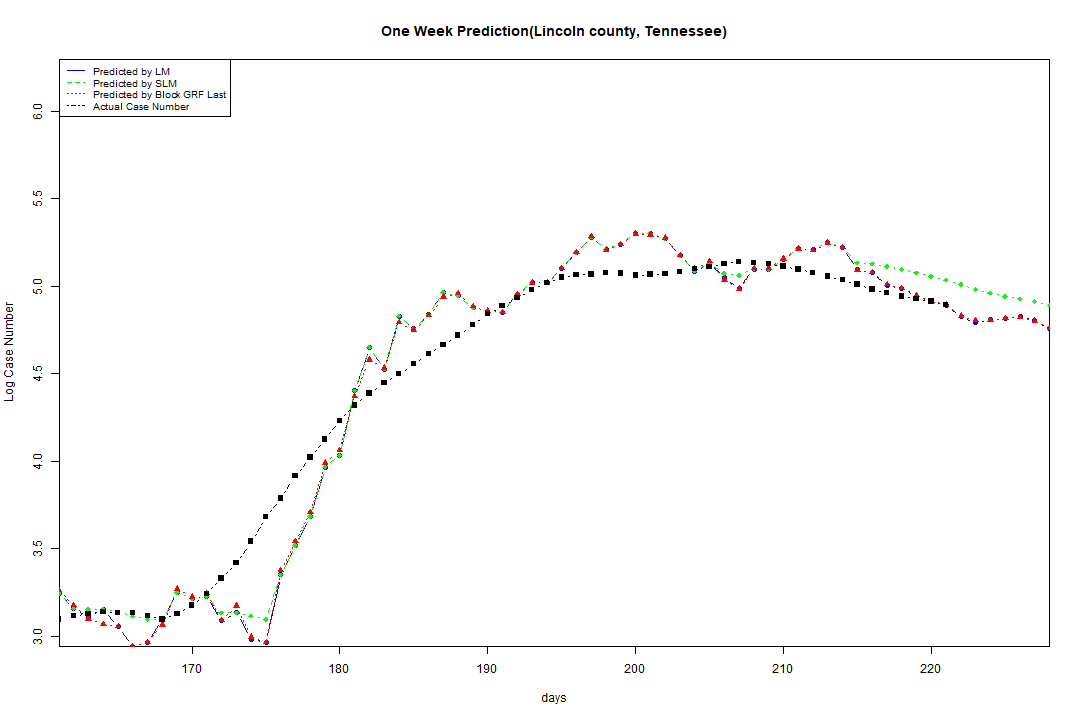 One Week Prediction(Lincoln county, Tennessee)
Predicted by LM
Predicted by SLM
Predicted by Block GRF Last
Actual Case Number
6.0
5.5
5.0
4.5
4.0
3.5
3.0
Log Case Number
170 180 190 200 210 220
days